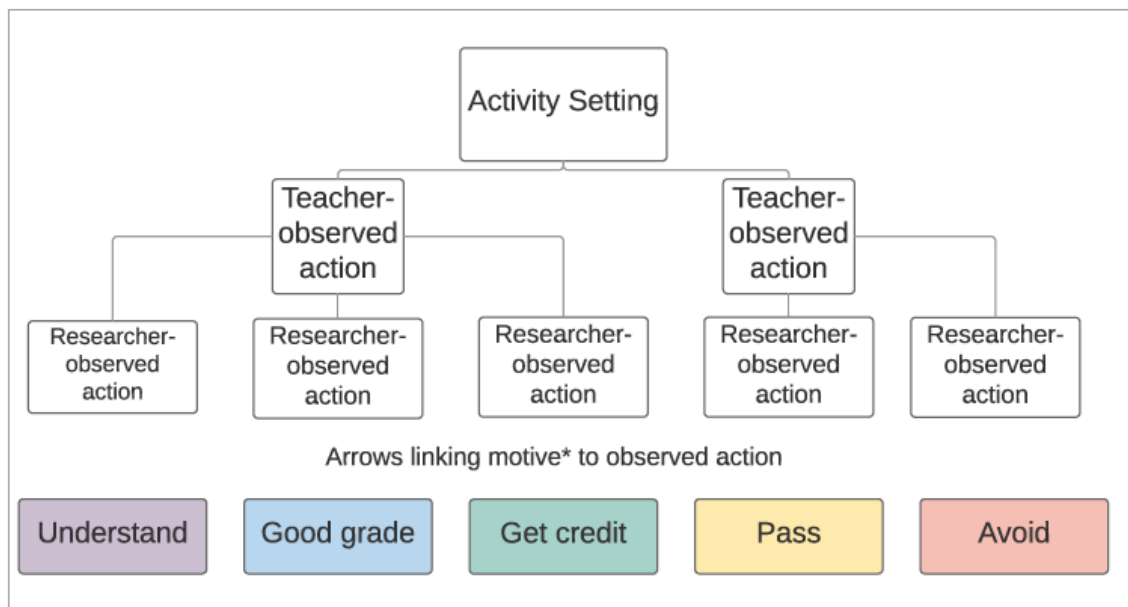 Activity Setting
Teacher-
observed
action
Teacher-
observed
action
Researcher-
observed
action
Researcher-
observed
action
Researcher-
observed
action
Researcher-
observed
action
Researcher-
observed
action
Arrows linking motive* to observed action
Understand
Good grade
Get credit
Pass
Avoid